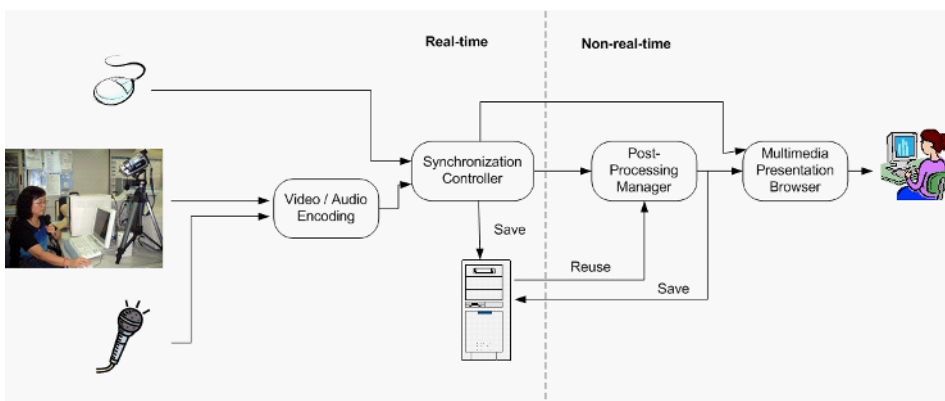 Real-time
Non-real-time
Synchronization
Controller
Post-
Processing
Manager
Multimedia
Presentation
Browser
Video / Audio
Encoding
Save
Reuse
Save